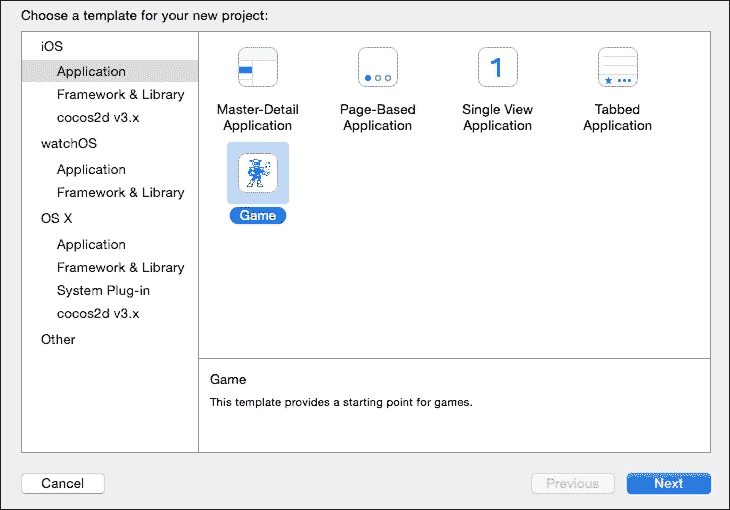 Choose a template for your new project:
iOS
Application
Framework & Library
cocos2d v3.x
watchOS
Application
Framework & Library
OS X
Application
Framework & Library
System Plug-in
cocos2d v3.x
Other
Master-Detail
Application
Page-Based
Application
1
Single View
Application
Tabbed
Application
Game
Game
This template provides a starting point for games.
Cancel
Previous
Next